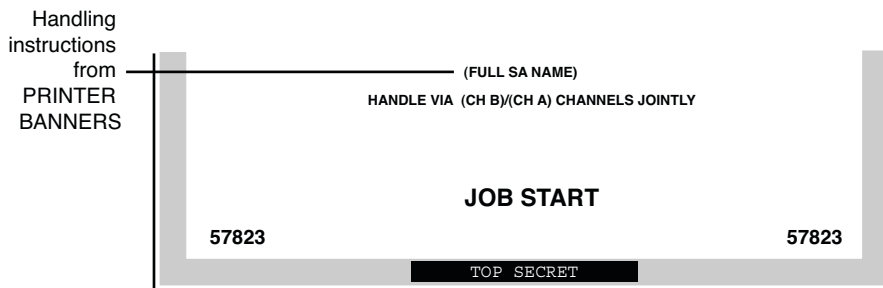 Handling
instructions
from
PRINTER
BANNERS
(FULL SA NAME)
HANDLE VIA (CH B)/(CH A) CHANNELS JOINTLY
JOB START
57823 57823
TOP SECRET